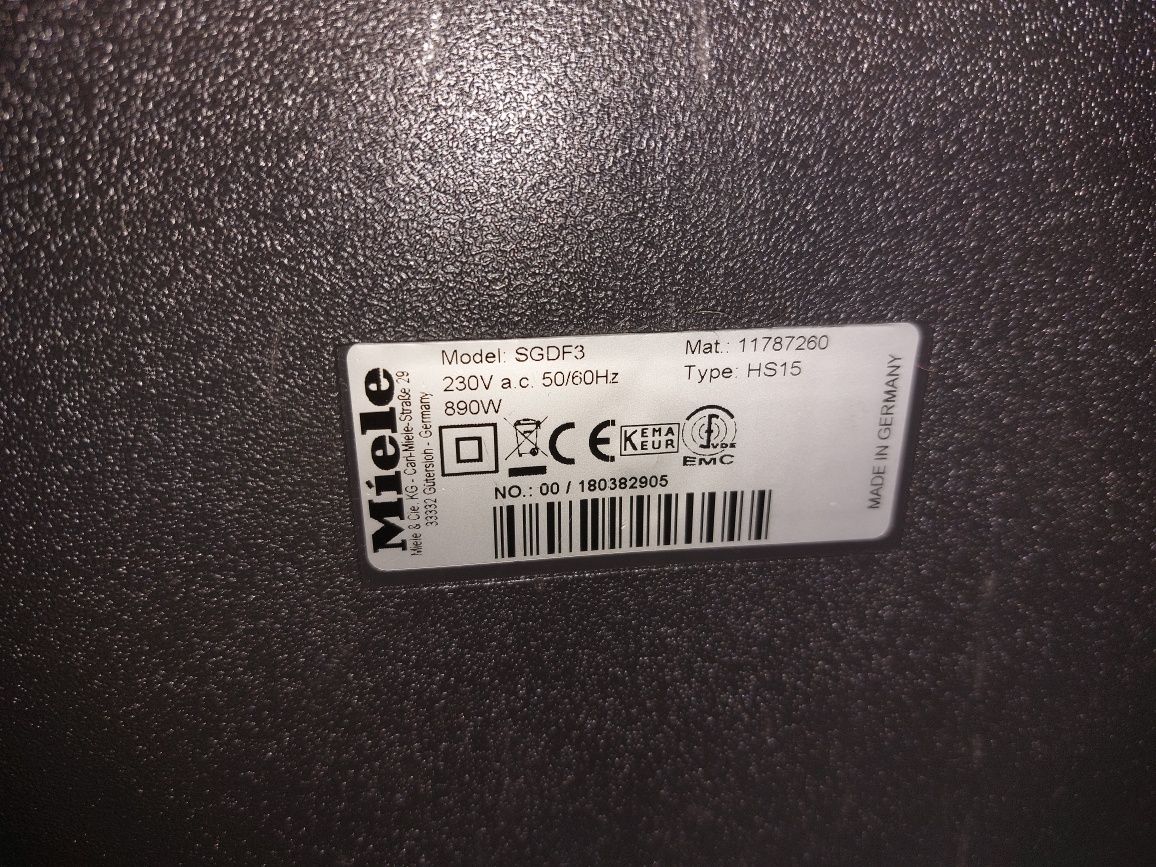 Miele
Miele & Cie. KG - Carl-Miele-Straße 29
33332 Gütersloh - Germany
Model: SGDF3
230V a.c. 50/60Hz
890W
Mat.: 11787260
Type: HS15
CE
KEMA
KEUR
VDE
EMC
NO.: 00 / 180382905
MADE IN GERMANY